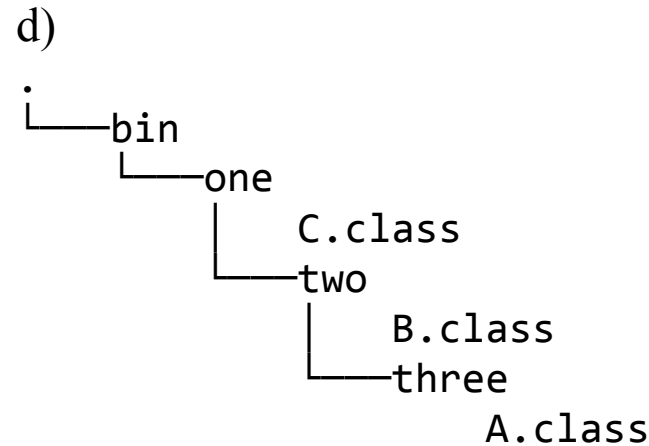 d)
.
└───bin
└───one
│ C.class
└───two
│ B.class
└───three
A.class